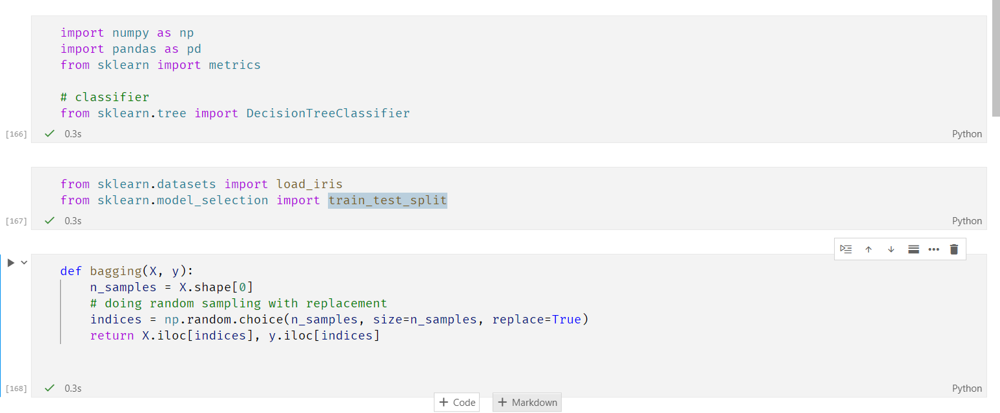 import numpy as np
import pandas as pd
from sklearn import metrics
# classifier
from sklearn.tree import DecisionTreeClassifier
[166]
0.3s
Python
from sklearn.datasets import load_iris
from sklearn.model_selection import train_test_split
[167]
0.3s
Python
def bagging(X, y):
    n_samples = X.shape[0]
    # doing random sampling with replacement
    indices = np.random.choice(n_samples, size=n_samples, replace=True)
    return X.iloc[indices], y.iloc[indices]
[168]
0.3s
Python
+ Code
+ Markdown